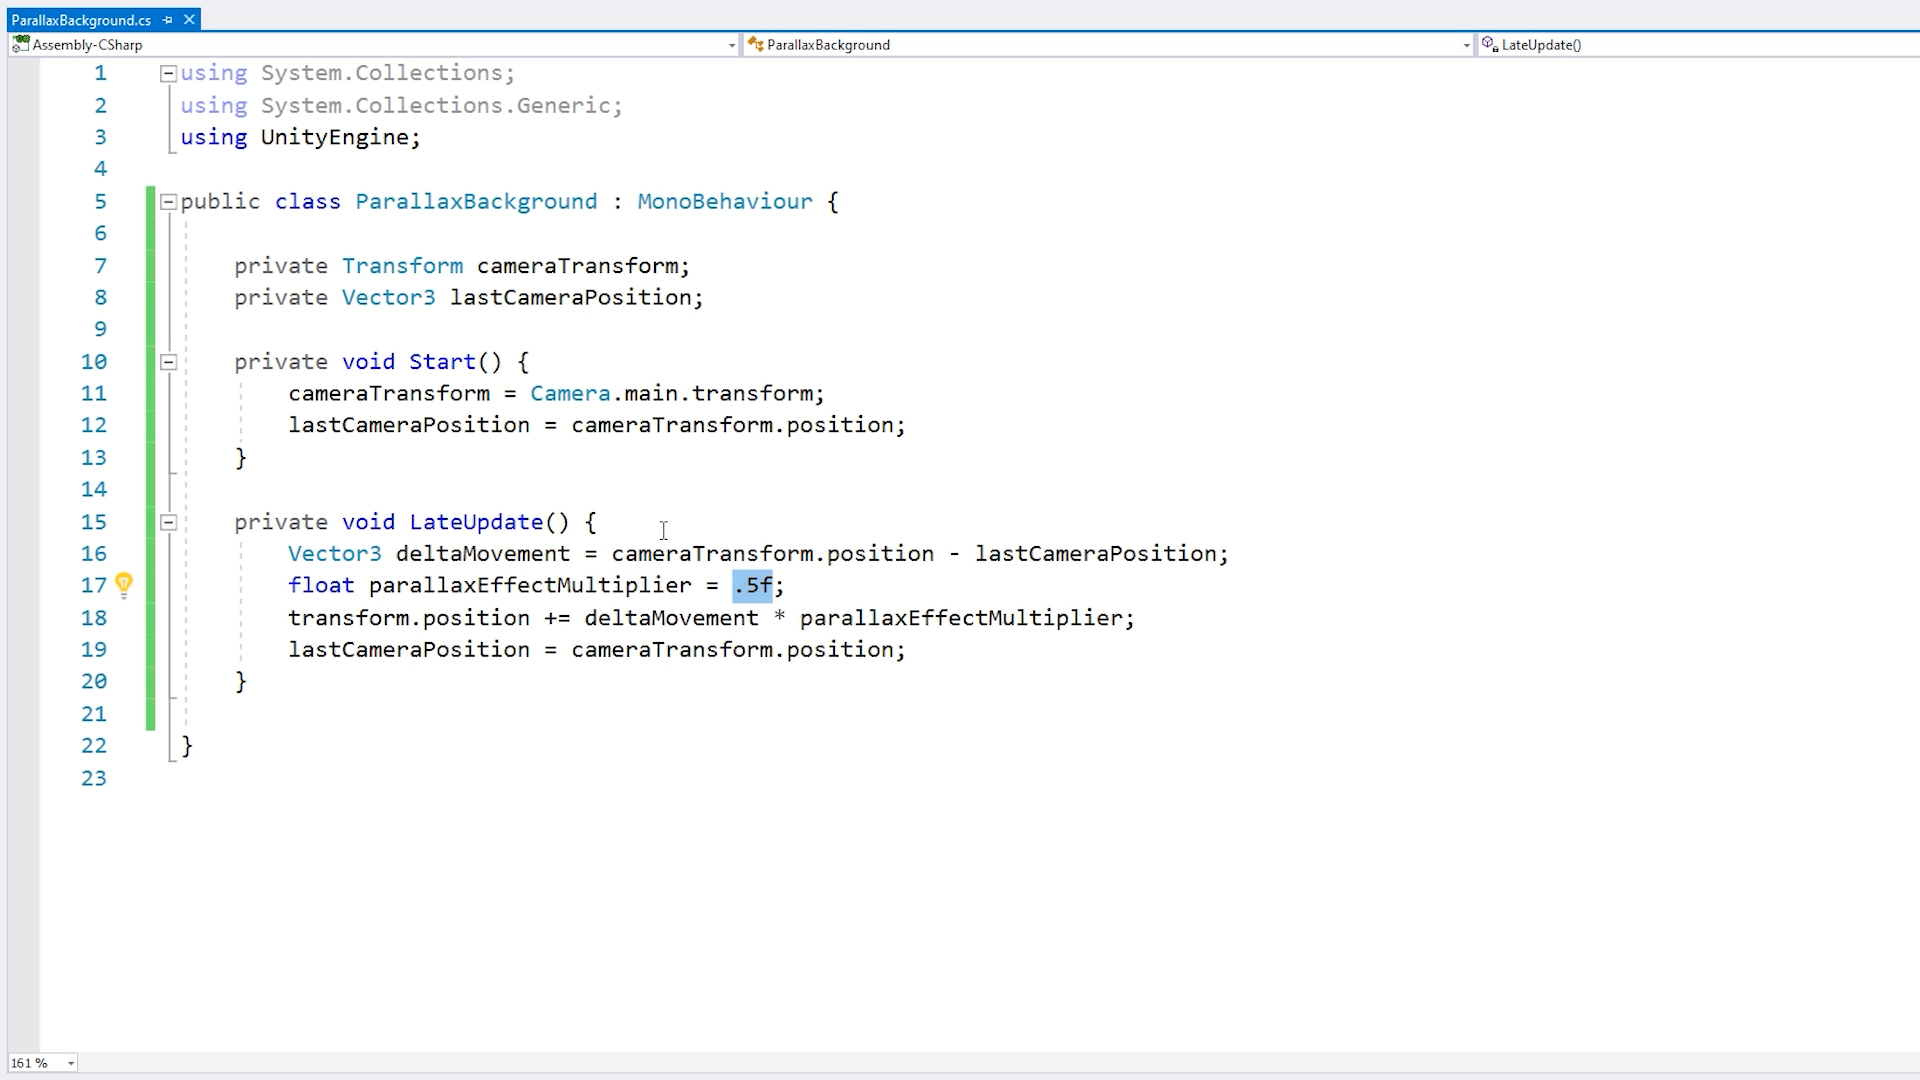 ParallaxBackground.cs
Assembly-CSharp ParallaxBackground LateUpdate()
1 using System.Collections;
2 using System.Collections.Generic;
3 using UnityEngine;
4
5 public class ParallaxBackground : MonoBehaviour {
6
7 private Transform cameraTransform;
8 private Vector3 lastCameraPosition;
9
10 private void Start() {
11 cameraTransform = Camera.main.transform;
12 lastCameraPosition = cameraTransform.position;
13 }
14
15 private void LateUpdate() {
16 Vector3 deltaMovement = cameraTransform.position - lastCameraPosition;
17 float parallaxEffectMultiplier = .5f;
18 transform.position += deltaMovement * parallaxEffectMultiplier;
19 lastCameraPosition = cameraTransform.position;
20 }
21
22 }
23
161 %